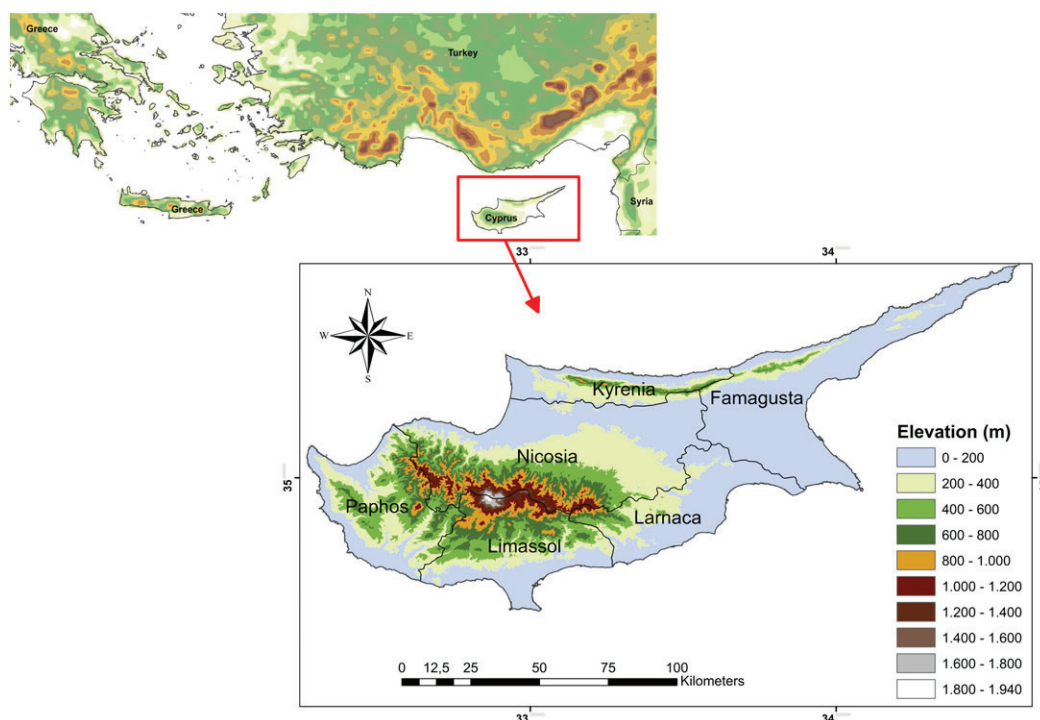 Greece
Turkey
Greece
Cyprus
Syria
33
34
N
W
E
S
Kyrenia
Famagusta
Nicosia
35
Paphos
Larnaca
Limassol
Elevation (m)
0 - 200
200 - 400
400 - 600
600 - 800
800 - 1.000
1.000 - 1.200
1.200 - 1.400
1.400 - 1.600
1.600 - 1.800
1.800 - 1.940
0 12,5 25 50 75 100
Kilometers
33
34